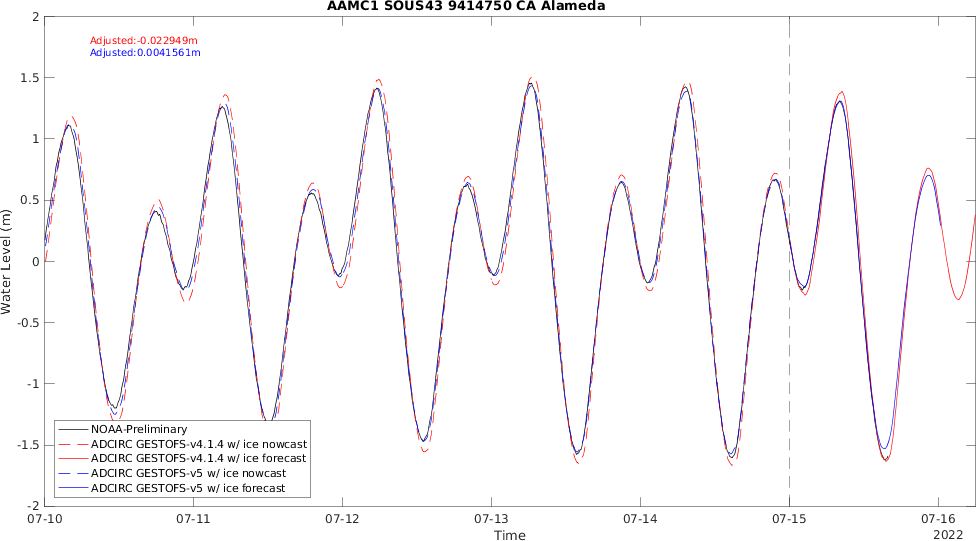 AAMC1 SOUS43 9414750 CA Alameda
Adjusted:-0.022949m
Adjusted:0.0041561m
2
1.5
1
0.5
0
-0.5
-1
-1.5
-2
Water Level (m)
NOAA-Preliminary
ADCIRC GESTOFS-v4.1.4 w/ ice nowcast
ADCIRC GESTOFS-v4.1.4 w/ ice forecast
ADCIRC GESTOFS-v5 w/ ice nowcast
ADCIRC GESTOFS-v5 w/ ice forecast
07-10 07-11 07-12 07-13 07-14 07-15 07-16
Time
2022